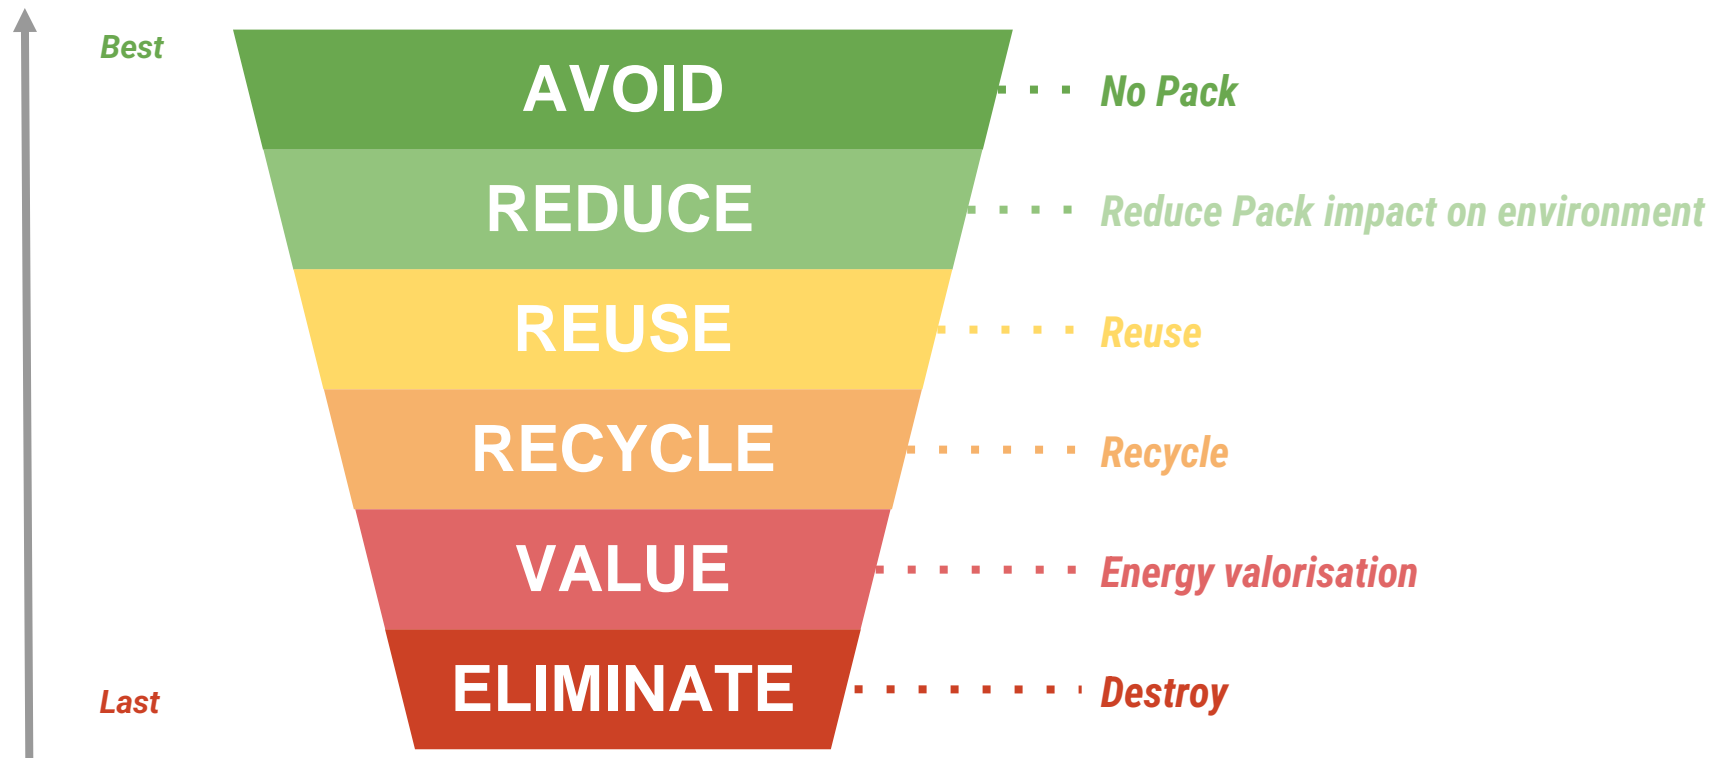 Best
AVOID
No Pack
REDUCE
Reduce Pack impact on environment
REUSE
Reuse
RECYCLE
Recycle
VALUE
Energy valorisation
ELIMINATE
Destroy
Last